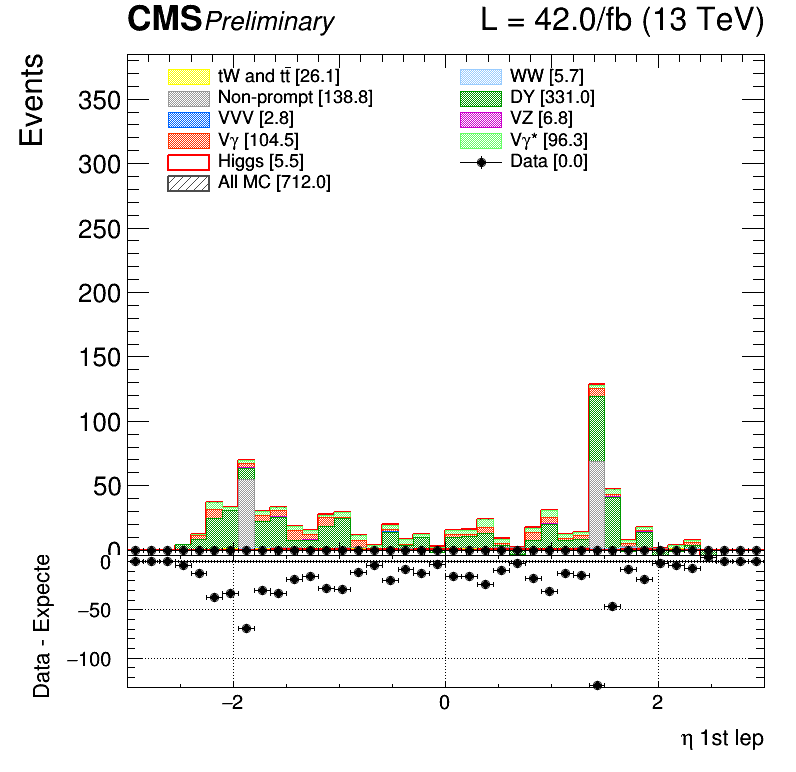 CMS Preliminary L = 42.0/fb (13 TeV)
Events
tW and tt̄ [26.1] WW [5.7]
Non-prompt [138.8] DY [331.0]
VVV [2.8] VZ [6.8]
Vγ [104.5] Vγ* [96.3]
Higgs [5.5] Data [0.0]
All MC [712.0]
350
300
250
200
150
100
50
0
Data - Expecte
0
−50
−100
−2 0 2
η 1st lep